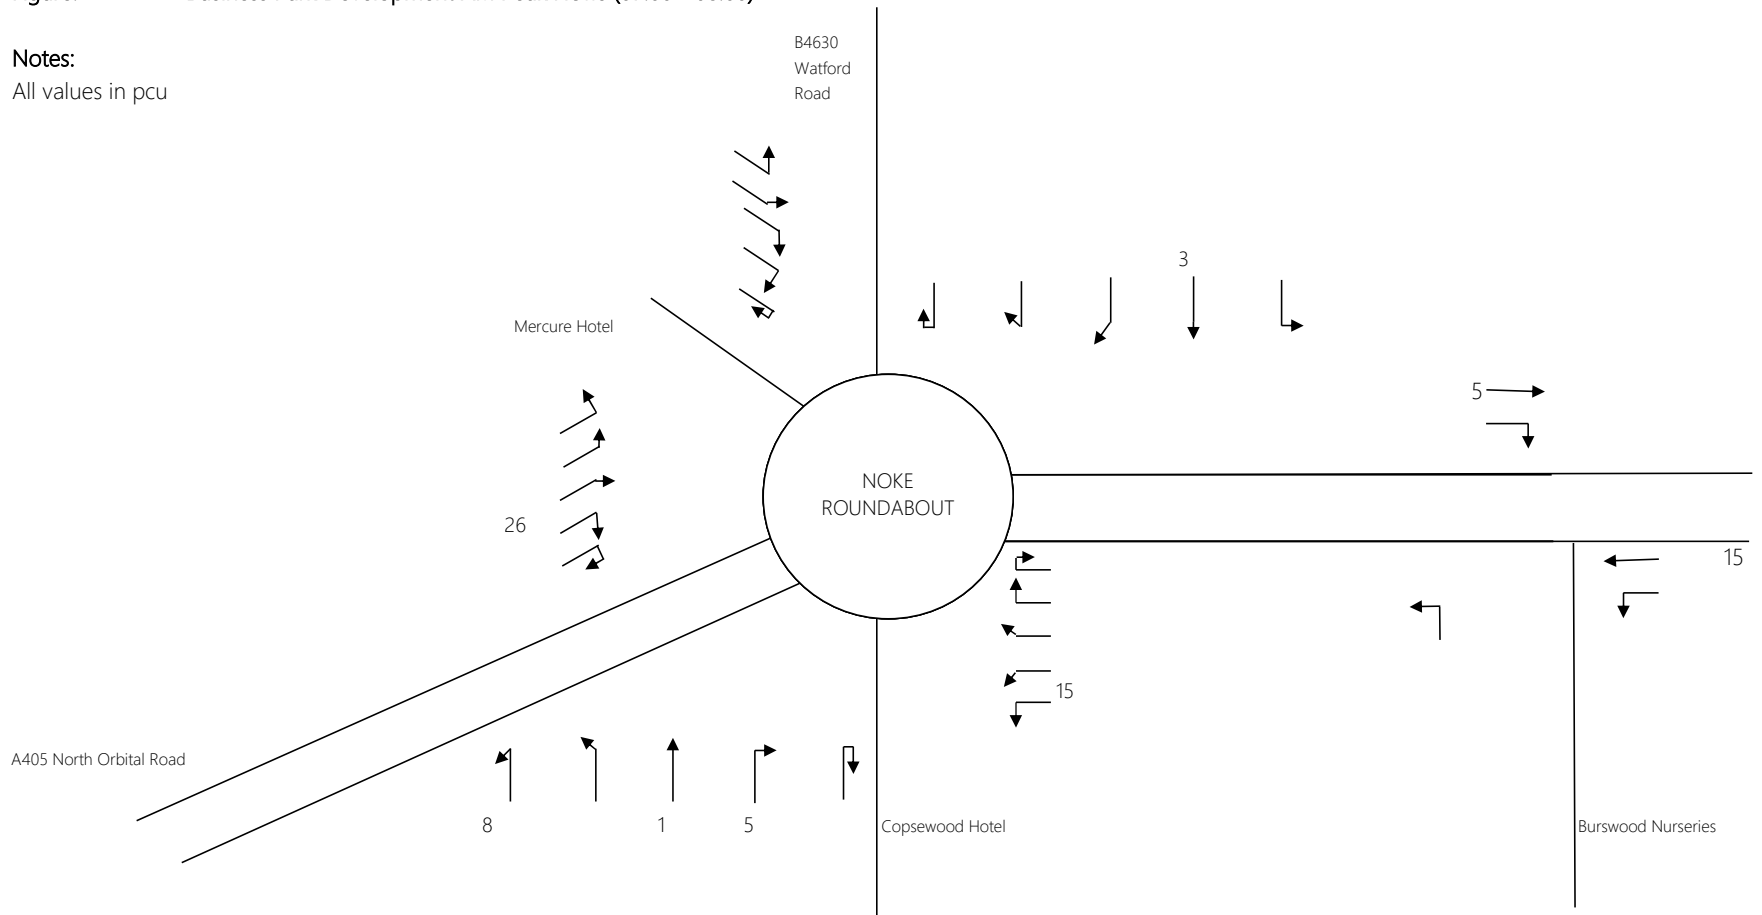 Notes:
All values in pcu
B4630
Watford
Road
3
Mercure Hotel
5
NOKE
ROUNDABOUT
26
15
15
A405 North Orbital Road
8
1
5
Copsewood Hotel
Burswood Nurseries